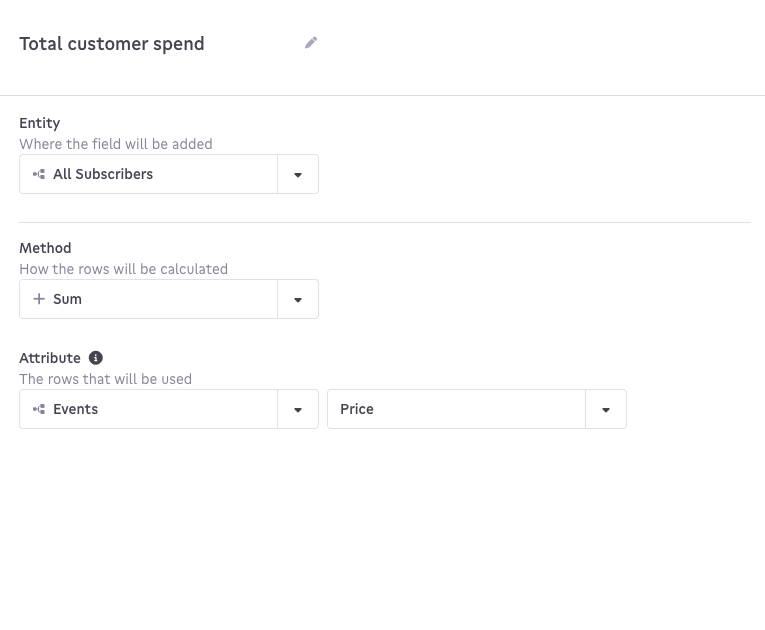 Total customer spend
Entity
Where the field will be added
All Subscribers
Method
How the rows will be calculated
Sum
Attribute
The rows that will be used
Events
Price